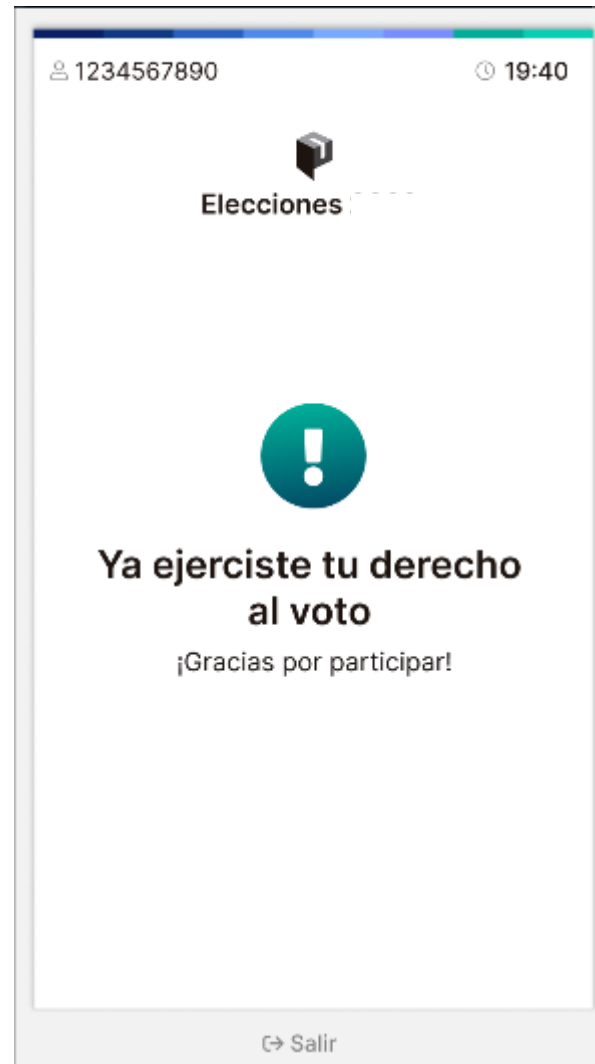 1234567890
19:40
Elecciones
Ya ejerciste tu derecho
al voto
¡Gracias por participar!
Salir